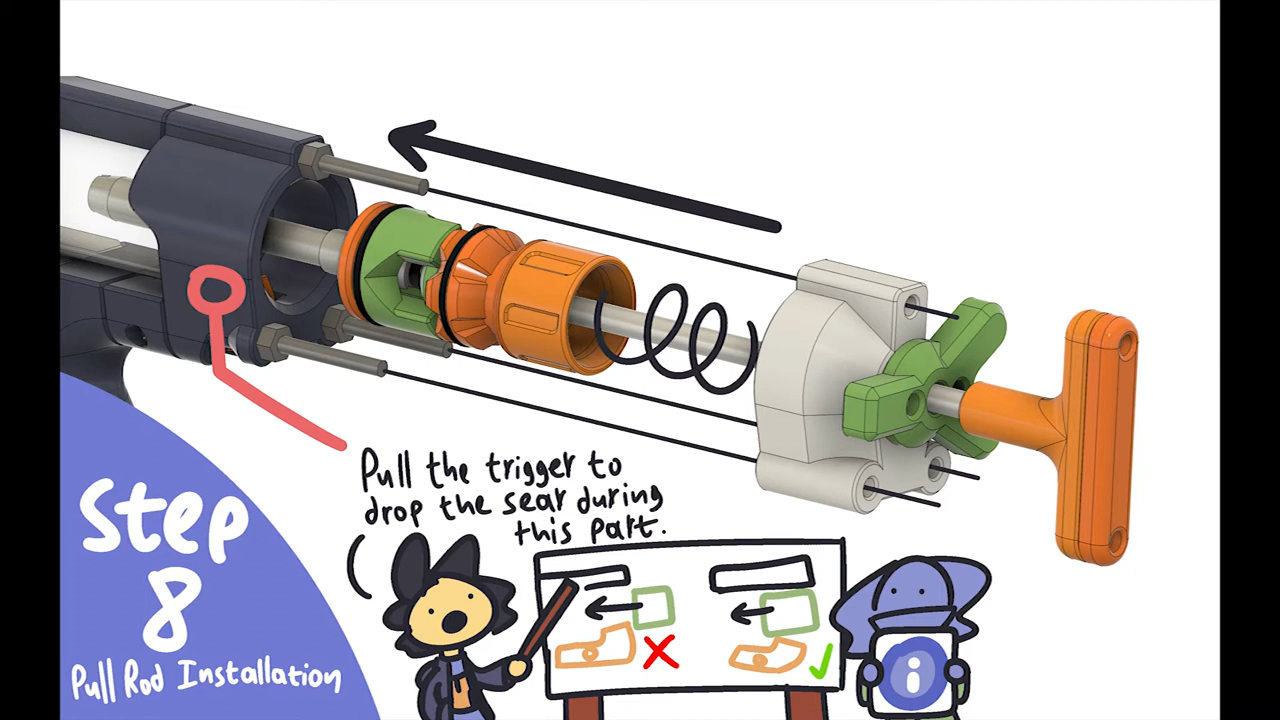 Pull the trigger to
drop the sear during
this part.
Step
8
Pull Rod Installation
i